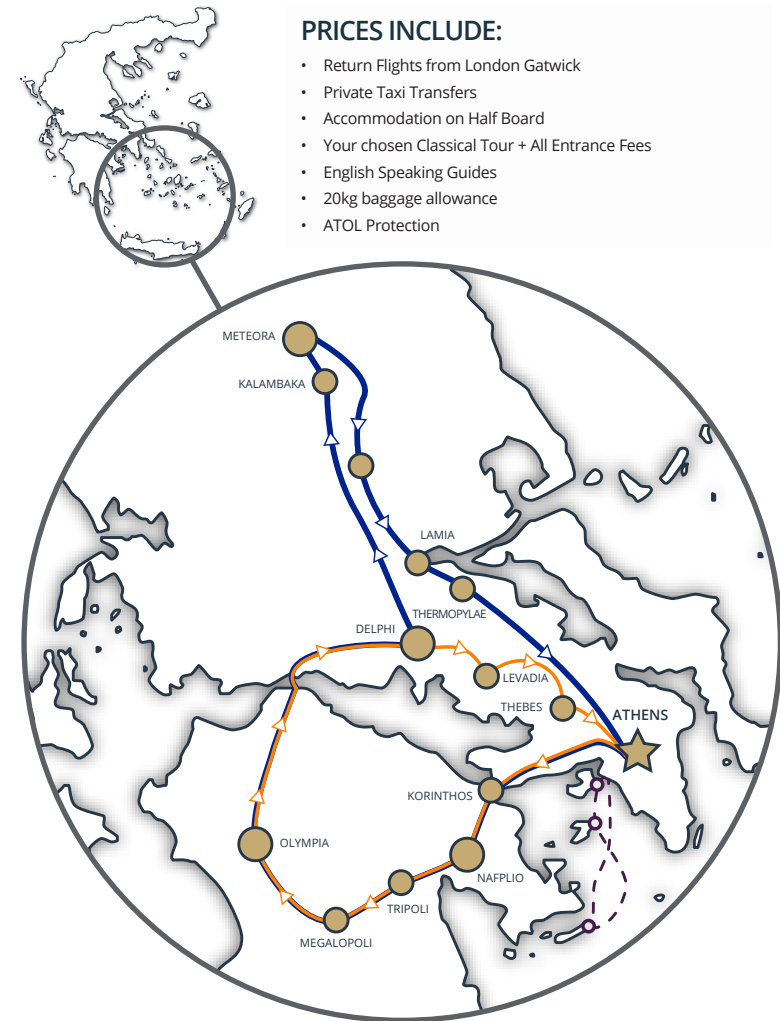 PRICES INCLUDE:
• Return Flights from London Gatwick
• Private Taxi Transfers
• Accommodation on Half Board
• Your chosen Classical Tour + All Entrance Fees
• English Speaking Guides
• 20kg baggage allowance
• ATOL Protection
METEORA
KALAMBAKA
LAMIA
THERMOPYLAE
DELPHI
LEVADIA
THEBES
ATHENS
KORINTHOS
OLYMPIA
NAFPLIO
TRIPOLI
MEGALOPOLI